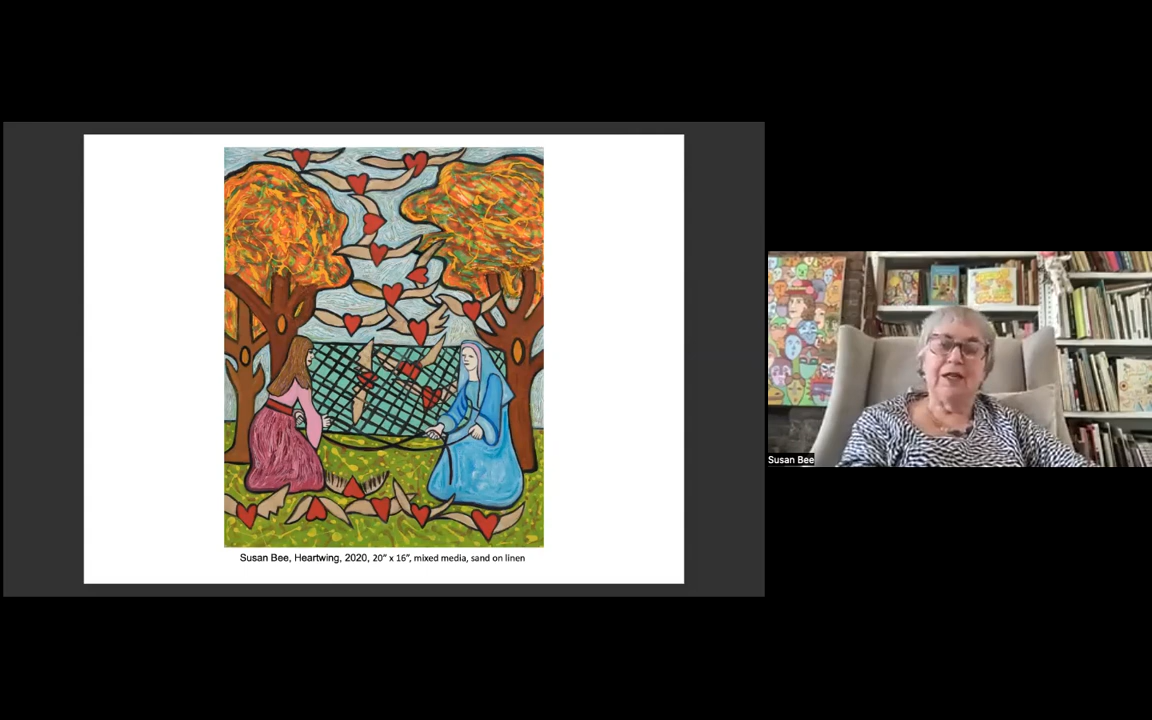 Susan Bee, Heartwing, 2020, 20” x 16”, mixed media, sand on linen
Susan Bee